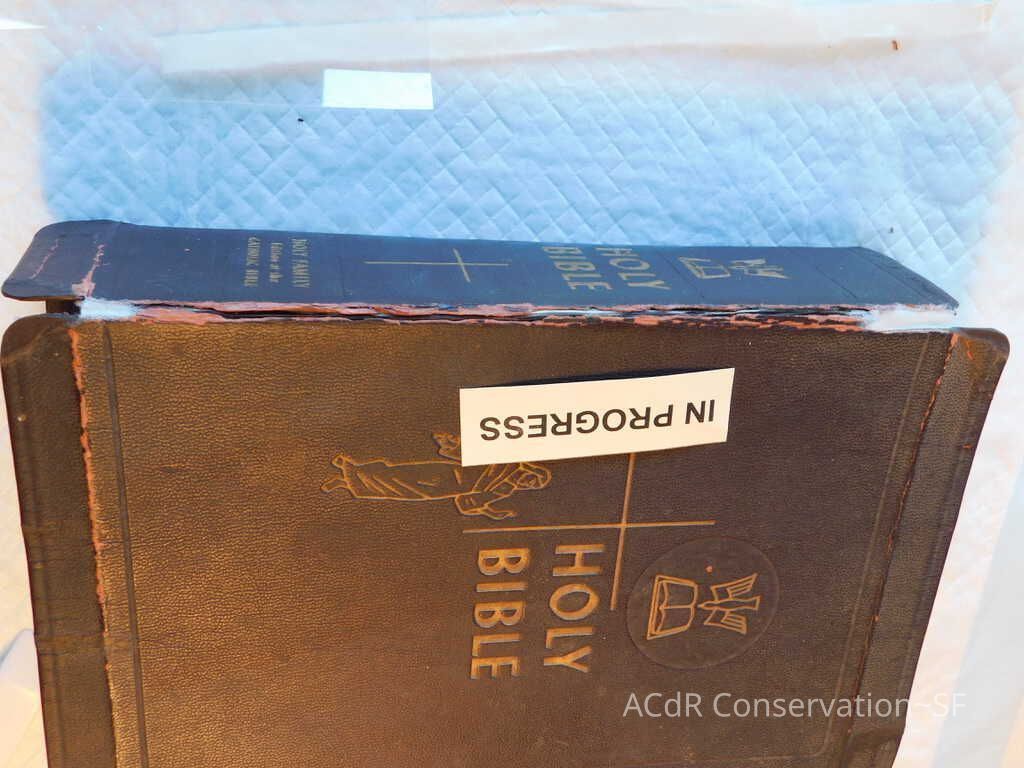 HOLY FAMILY
Edition of the
CATHOLIC BIBLE
HOLY
BIBLE
IN PROGRESS
HOLY
BIBLE
ACdR Conservation~SF